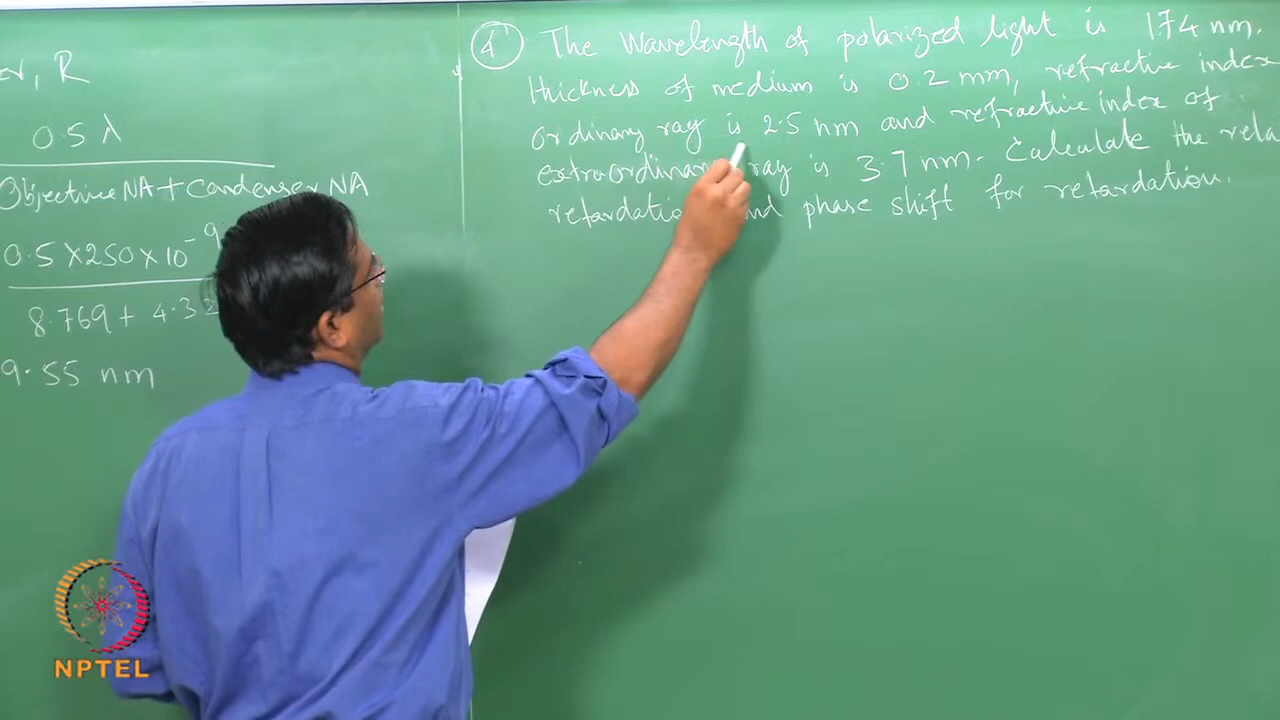 er, R
0.5 λ
Objective NA + Condenser NA
0.5 × 250 × 10⁻⁹
8.769 + 4.32
9.55 nm
4 The Wavelength of polarized light is 174 nm.
thickness of medium is 0.2 mm, refractive index
ordinary ray is 2.5 nm and refractive index of
extraordinary ray is 3.7 nm. Calculate the rela
retardation and phase shift for retardation.
NPTEL